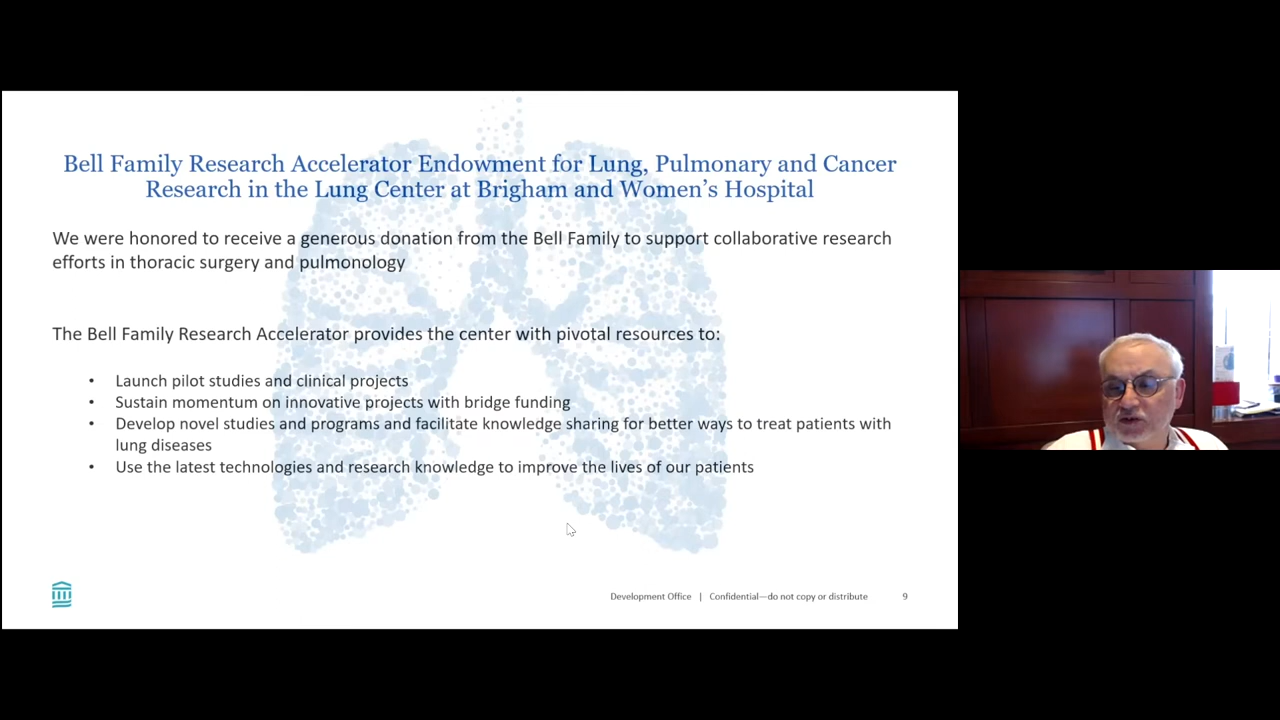 Bell Family Research Accelerator Endowment for Lung, Pulmonary and Cancer
Research in the Lung Center at Brigham and Women's Hospital
We were honored to receive a generous donation from the Bell Family to support collaborative research
efforts in thoracic surgery and pulmonology
The Bell Family Research Accelerator provides the center with pivotal resources to:
• Launch pilot studies and clinical projects
• Sustain momentum on innovative projects with bridge funding
• Develop novel studies and programs and facilitate knowledge sharing for better ways to treat patients with
lung diseases
• Use the latest technologies and research knowledge to improve the lives of our patients
Development Office | Confidential—do not copy or distribute 9